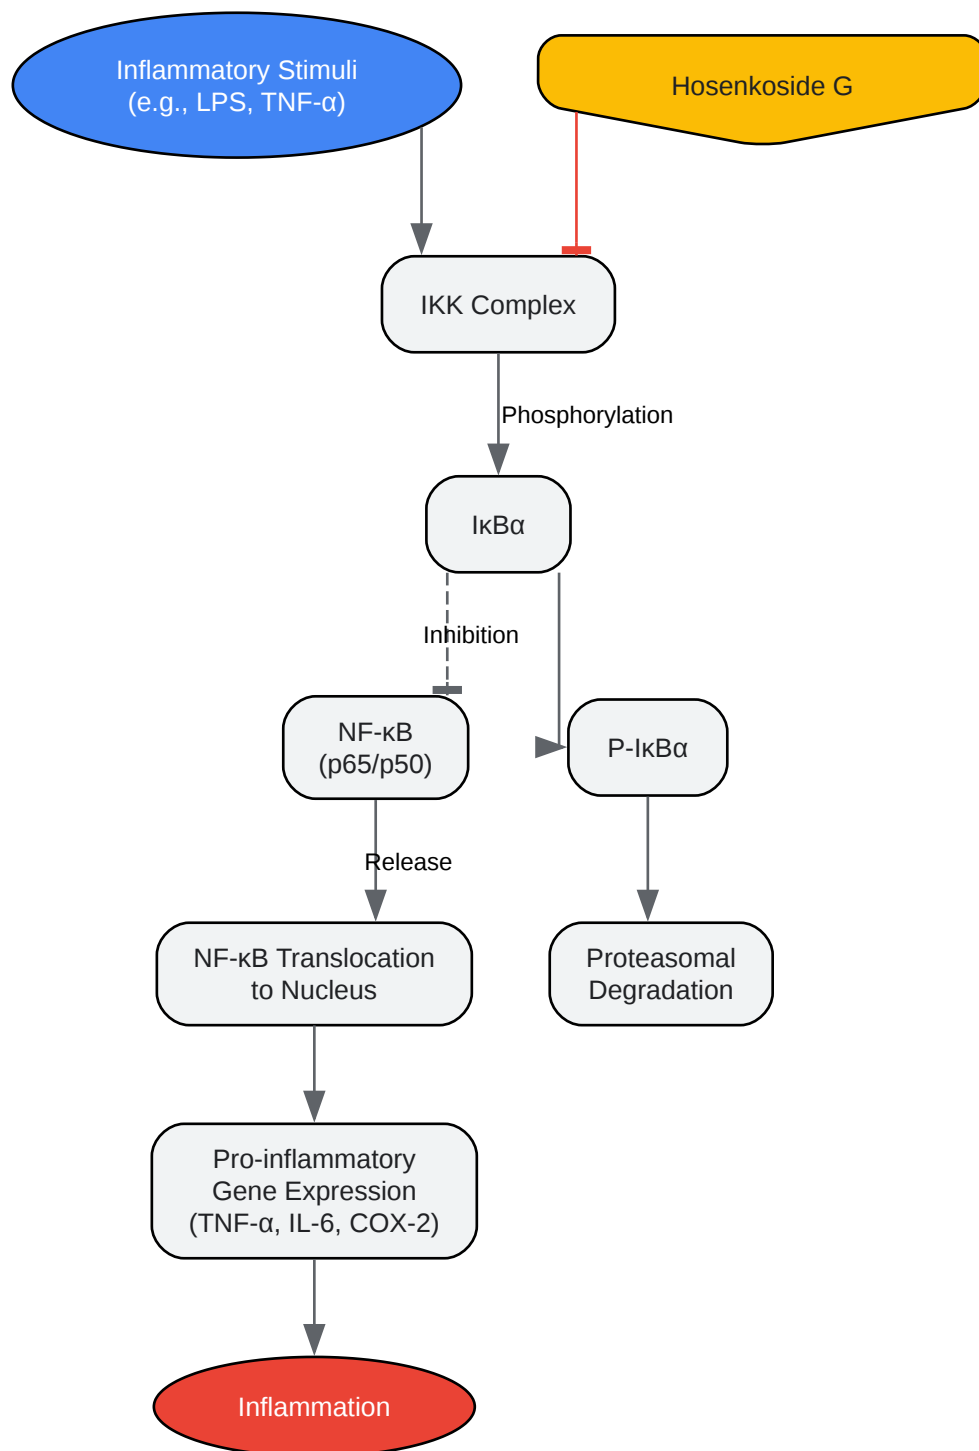 Inflammatory Stimuli
(e.g., LPS, TNF-α)
Hosenkoside G
IKK Complex
Phosphorylation
IκBα
Inhibition
NF-κB
(p65/p50)
P-IκBα
Release
NF-κB Translocation
to Nucleus
Proteasomal
Degradation
Pro-inflammatory
Gene Expression
(TNF-α, IL-6, COX-2)
Inflammation